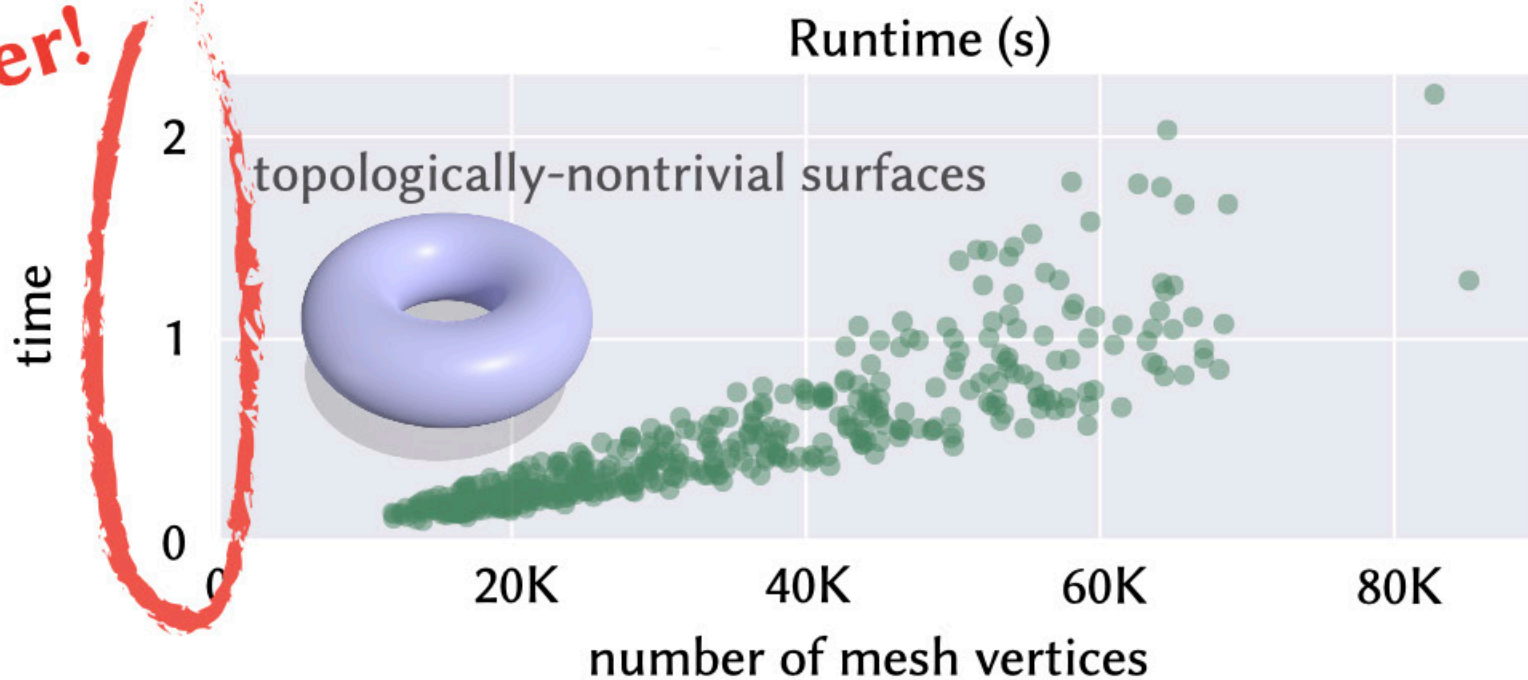 er!
Runtime (s)
2
topologically-nontrivial surfaces
time
1
0
0 20K 40K 60K 80K
number of mesh vertices